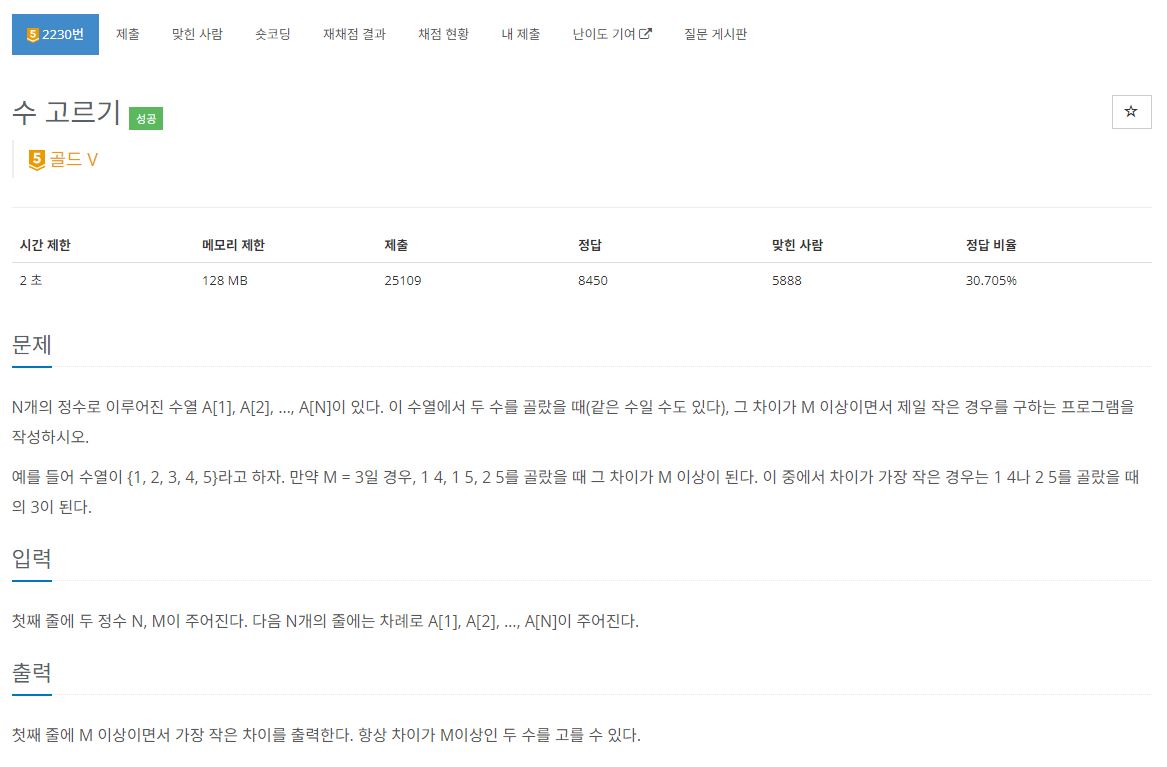 5 2230번 제출 맞힌 사람 숏코딩 재채점 결과 채점 현황 내 제출 난이도 기여 질문 게시판
수 고르기 성공
5 골드 V
시간 제한 메모리 제한 제출 정답 맞힌 사람 정답 비율
2 초 128 MB 25109 8450 5888 30.705%
문제
N개의 정수로 이루어진 수열 A[1], A[2], …, A[N]이 있다. 이 수열에서 두 수를 골랐을 때(같은 수일 수도 있다), 그 차이가 M 이상이면서 제일 작은 경우를 구하는 프로그램을
작성하시오.
예를 들어 수열이 {1, 2, 3, 4, 5}라고 하자. 만약 M = 3일 경우, 1 4, 1 5, 2 5를 골랐을 때 그 차이가 M 이상이 된다. 이 중에서 차이가 가장 작은 경우는 1 4나 2 5를 골랐을 때
의 3이 된다.
입력
첫째 줄에 두 정수 N, M이 주어진다. 다음 N개의 줄에는 차례로 A[1], A[2], …, A[N]이 주어진다.
출력
첫째 줄에 M 이상이면서 가장 작은 차이를 출력한다. 항상 차이가 M이상인 두 수를 고를 수 있다.